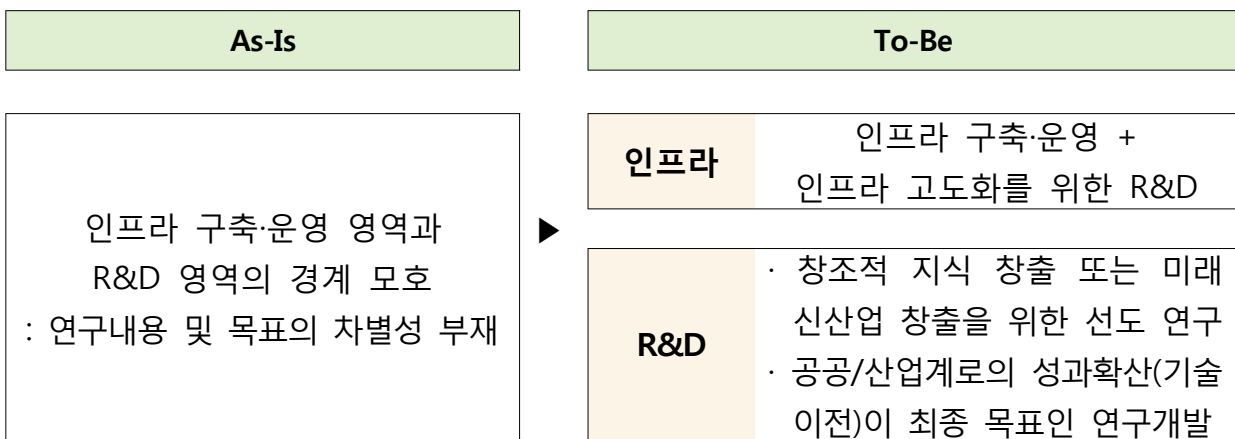 As-Is
To-Be
인프라 구축·운영 영역과
R&D 영역의 경계 모호
: 연구내용 및 목표의 차별성 부재
▶
인프라
인프라 구축·운영 +
인프라 고도화를 위한 R&D
R&D
· 창조적 지식 창출 또는 미래
신산업 창출을 위한 선도 연구
· 공공/산업계로의 성과확산(기술
이전)이 최종 목표인 연구개발